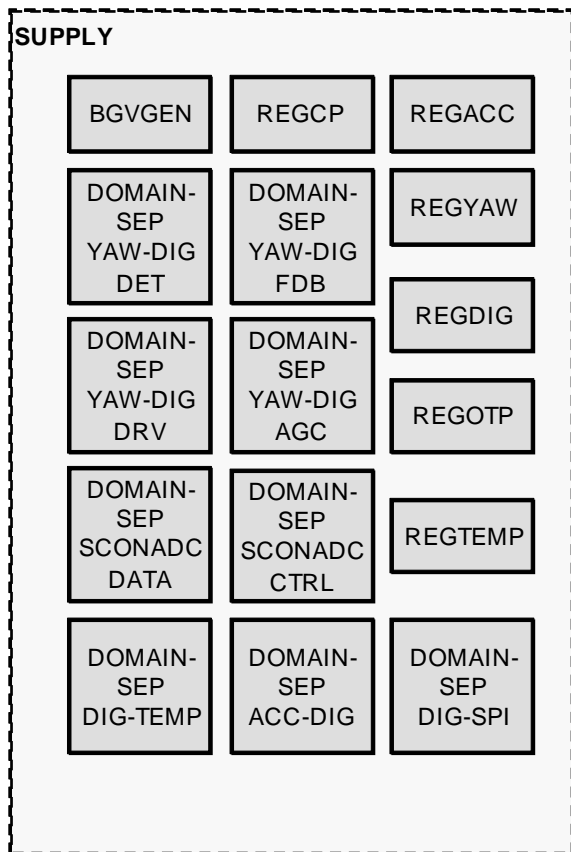 SUPPLY
BGVGEN
REGCP
REGACC
DOMAIN-
SEP
YAW-DIG
DET
DOMAIN-
SEP
YAW-DIG
FDB
REGYAW
REGDIG
DOMAIN-
SEP
YAW-DIG
DRV
DOMAIN-
SEP
YAW-DIG
AGC
REGOTP
DOMAIN-
SEP
SCONADC
DATA
DOMAIN-
SEP
SCONADC
CTRL
REGTEMP
DOMAIN-
SEP
DIG-TEMP
DOMAIN-
SEP
ACC-DIG
DOMAIN-
SEP
DIG-SPI